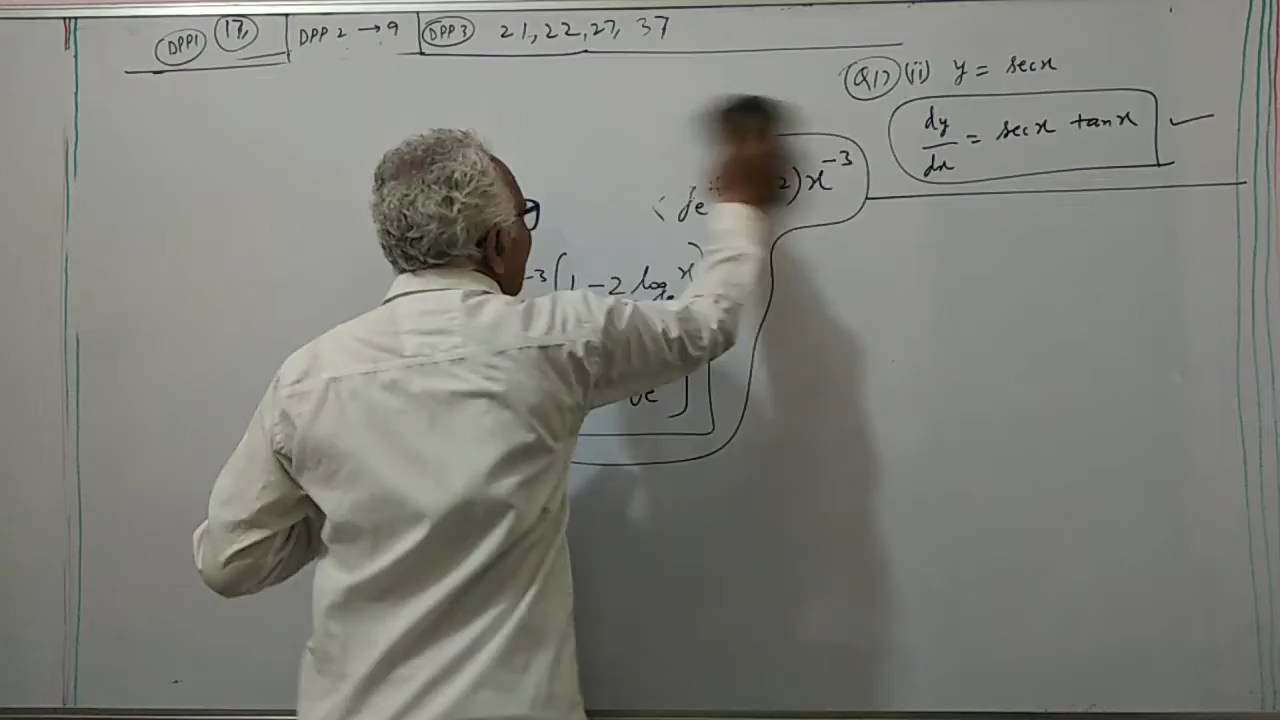 DPP1 17, DPP 2 → 9 DPP 3 21, 22, 27, 37
Q17 (ii) y = sec x
dy/dx = sec x tan x
2) x⁻³
-3 (1 - 2 log x)